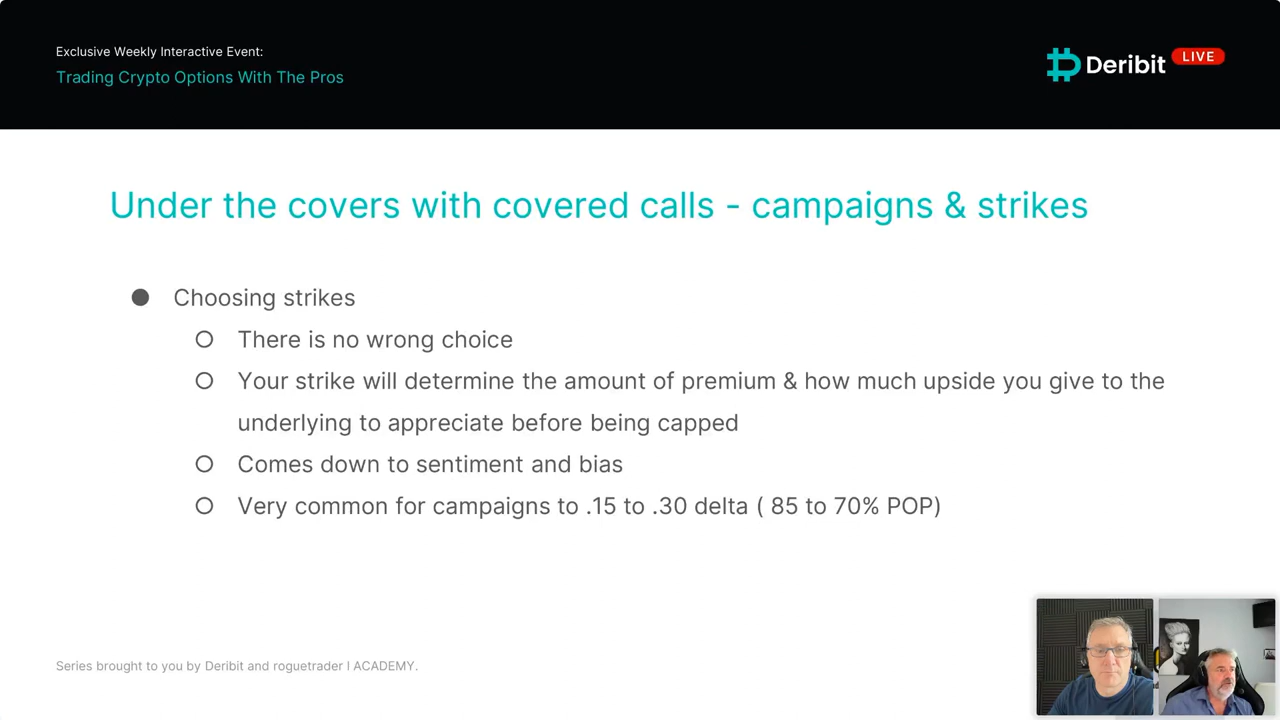 Exclusive Weekly Interactive Event:
Trading Crypto Options With The Pros
Deribit LIVE
Under the covers with covered calls - campaigns & strikes
● Choosing strikes
○ There is no wrong choice
○ Your strike will determine the amount of premium & how much upside you give to the
underlying to appreciate before being capped
○ Comes down to sentiment and bias
○ Very common for campaigns to .15 to .30 delta ( 85 to 70% POP)
Series brought to you by Deribit and roguetrader | ACADEMY.